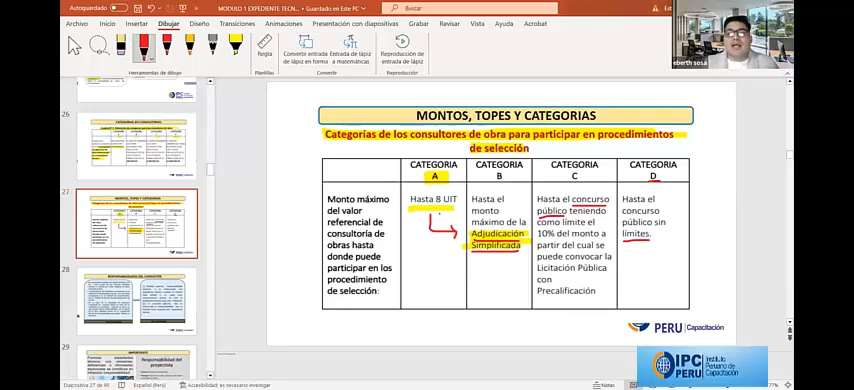 Autoguardado
MODULO 1 EXPEDIENTE TECN... • Guardado en Este PC
Buscar
Archivo Inicio Insertar Dibujar Diseño Transiciones Animaciones Presentación con diapositivas Grabar Revisar Vista Ayuda Acrobat
Regla
Convertir entrada de lápiz en forma
Entrada de lápiz a matemáticas
Reproducción de entrada de lápiz
Herramientas de dibujo
Plantillas
Convertir
Reproducción
eberth sosa
26
27
28
29
MONTOS, TOPES Y CATEGORIAS
Categorías de los consultores de obra para participar en procedimientos
de selección
CATEGORIA A
CATEGORIA B
CATEGORIA C
CATEGORIA D
Monto máximo
del valor
referencial de
consultoría de
obras hasta
donde puede
participar en los
procedimiento
de selección:
Hasta 8 UIT
Hasta el
monto
máximo de la
Adjudicación
Simplificada
Hasta el concurso
público teniendo
como límite el
10% del monto a
partir del cual se
puede convocar la
Licitación Pública
con
Precalificación
Hasta el
concurso
público sin
límites.
PERU Capacitación
IPC PERU
Instituto
Peruano de
Capacitación
Diapositiva 27 de 90
Español (Perú)
Accesibilidad: es necesario investigar
Notas
77%